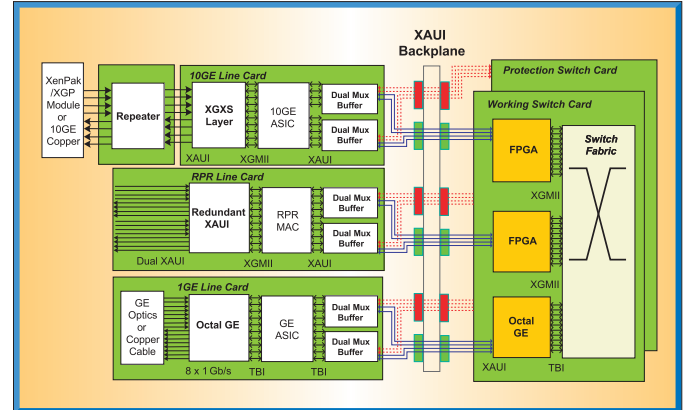 XAUI
Backplane
XenPak
/XGP
Module
or
10GE
Copper
Repeater
10GE Line Card
XGXS
Layer
10GE
ASIC
Dual Mux
Buffer
Dual Mux
Buffer
XAUI
XGMII
XAUI
RPR Line Card
Redundant
XAUI
RPR
MAC
Dual Mux
Buffer
Dual Mux
Buffer
Dual XAUI
XGMII
XAUI
1GE Line Card
GE
Optics
or
Copper
Cable
Octal GE
GE
ASIC
Dual Mux
Buffer
Dual Mux
Buffer
8 x 1 Gb/s
TBI
TBI
Protection Switch Card
Working Switch Card
FPGA
Switch
Fabric
XGMII
FPGA
XGMII
Octal
GE
XAUI
TBI